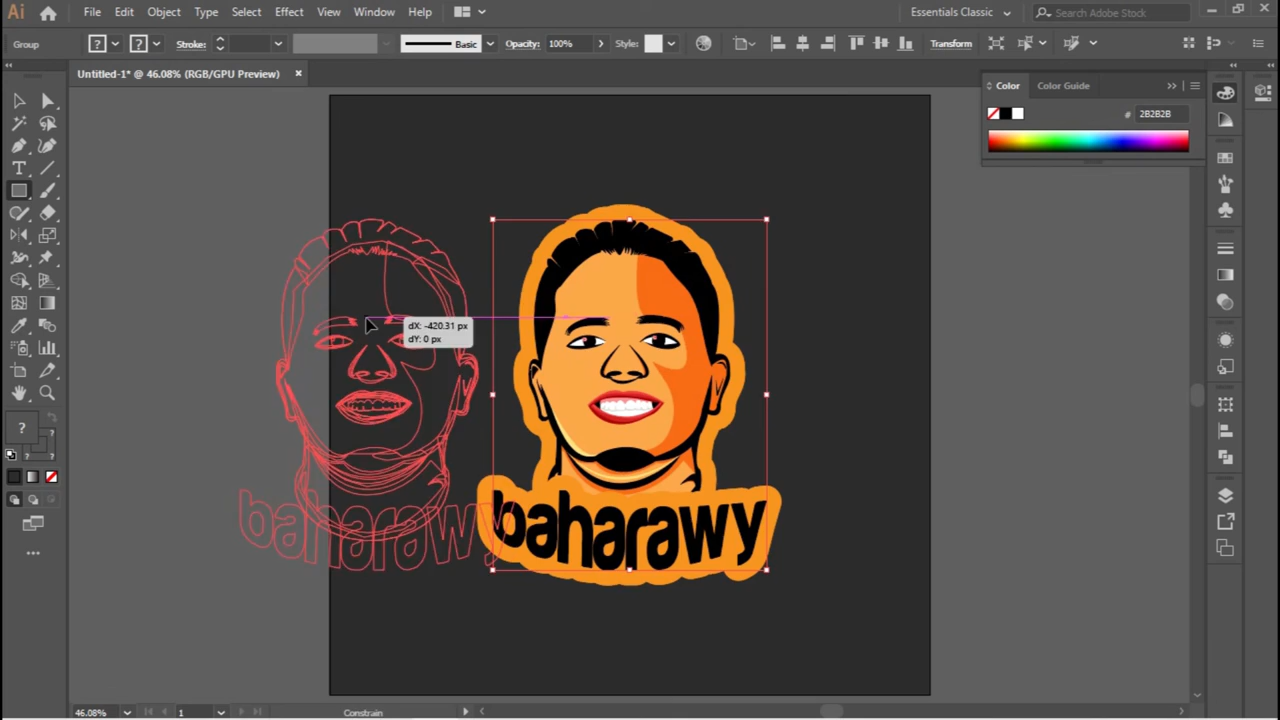 Ai File Edit Object Type Select Effect View Window Help Essentials Classic Search Adobe Stock
Group ? ? Stroke: Basic Opacity: 100% Style: Transform
Untitled-1* @ 46.08% (RGB/GPU Preview)
Color Color Guide
# 2B2B2B
dX: -420.31 px
dY: 0 px
?
?
?
?
baharawy baharawy
46.08% 1 Constrain